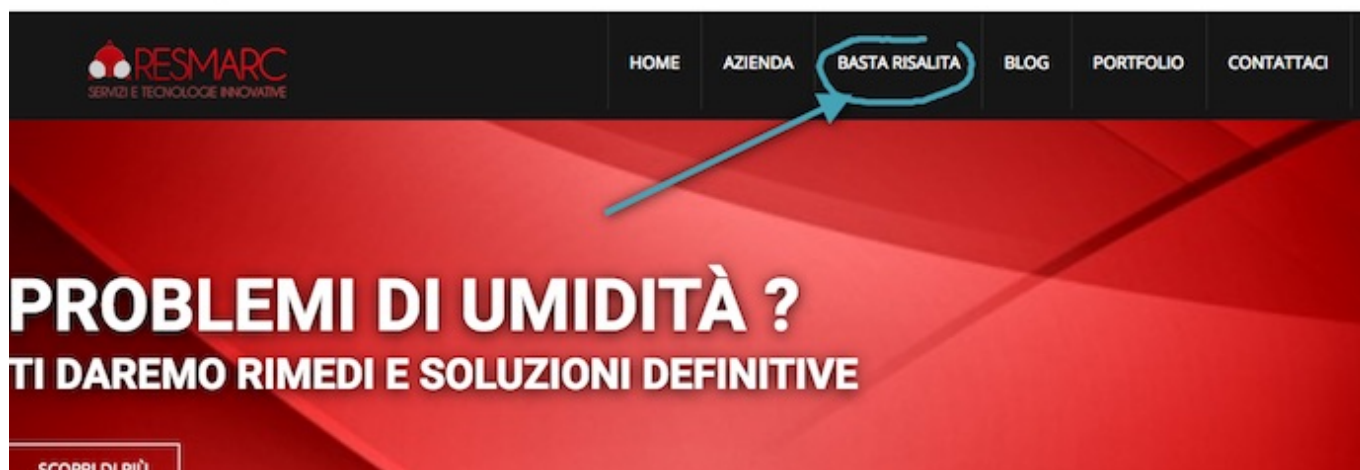 RESMARC
SERVIZI E TECNOLOGIE INNOVATIVE
HOME AZIENDA BASTA RISALITA BLOG PORTFOLIO CONTATTACI
PROBLEMI DI UMIDITÀ ?
TI DAREMO RIMEDI E SOLUZIONI DEFINITIVE
SCOPRI DI PIÙ